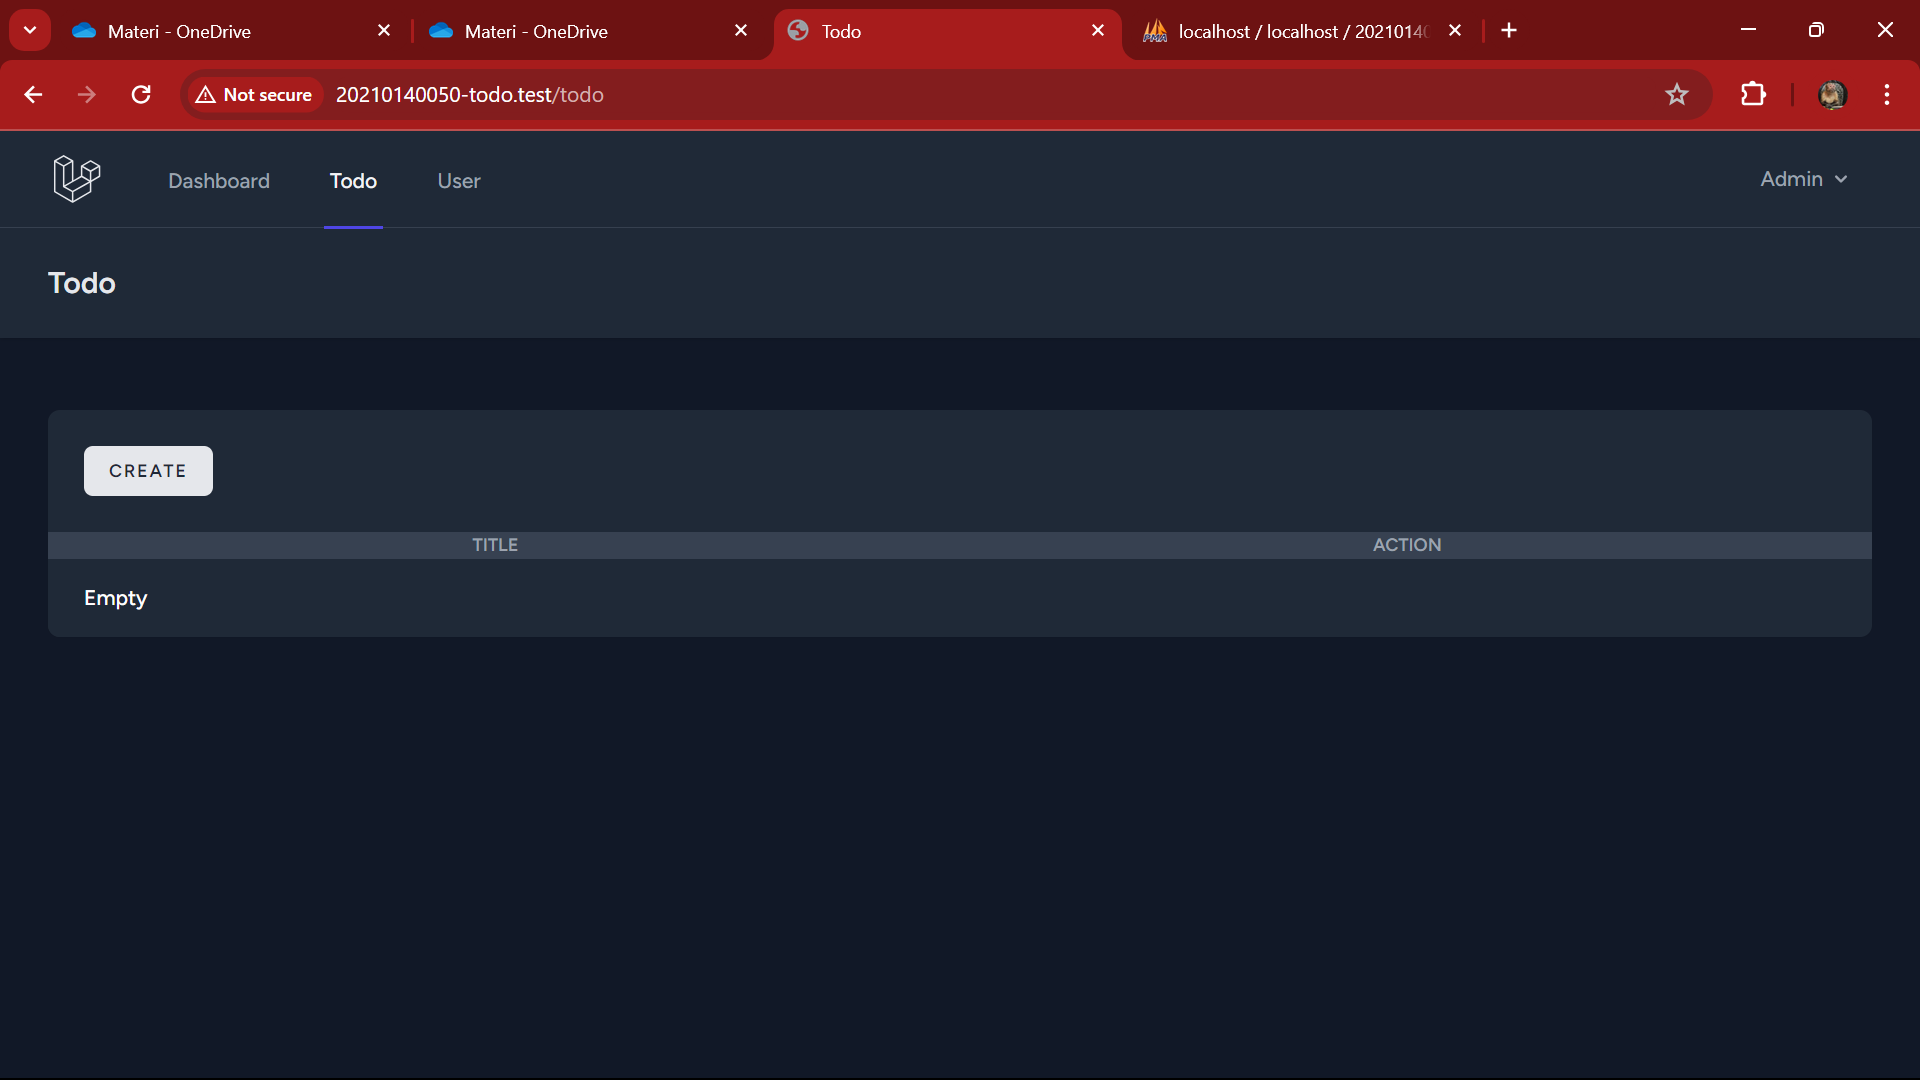 Materi - OneDrive
Materi - OneDrive
Todo
localhost / localhost / 2021014
Not secure
20210140050-todo.test/todo
Dashboard
Todo
User
Admin
Todo
CREATE
TITLE
ACTION
Empty